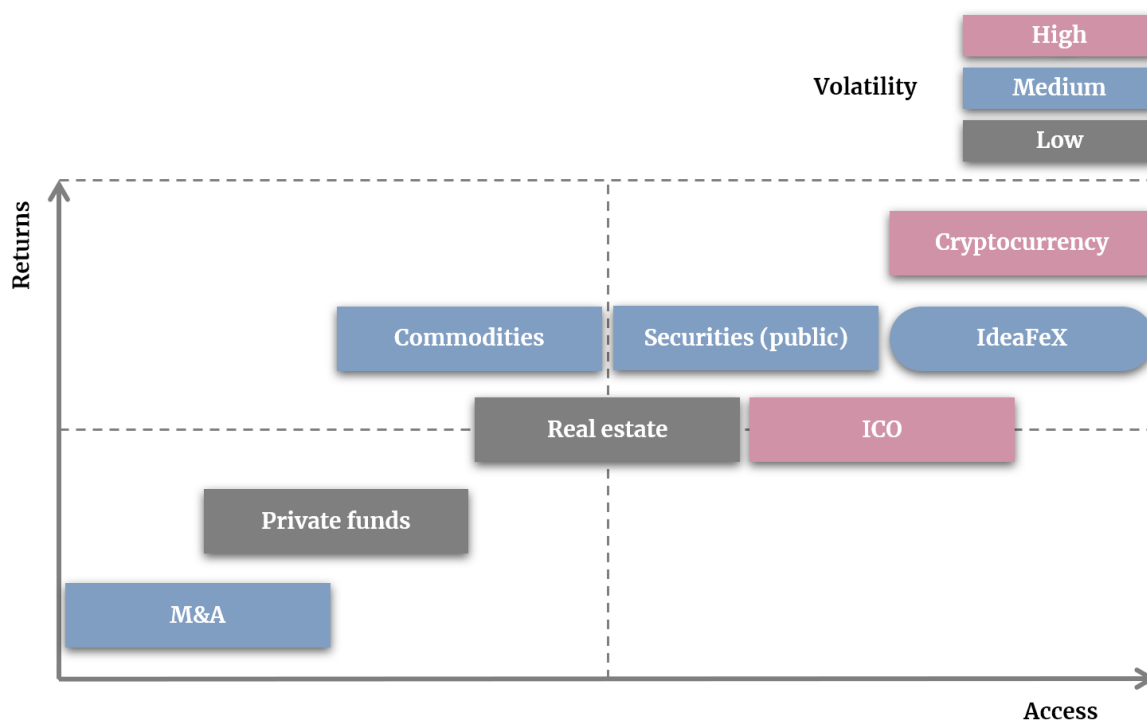 High
Volatility
Medium
Low
Returns
Cryptocurrency
Commodities
Securities (public)
IdeaFeX
Real estate
ICO
Private funds
M&A
Access